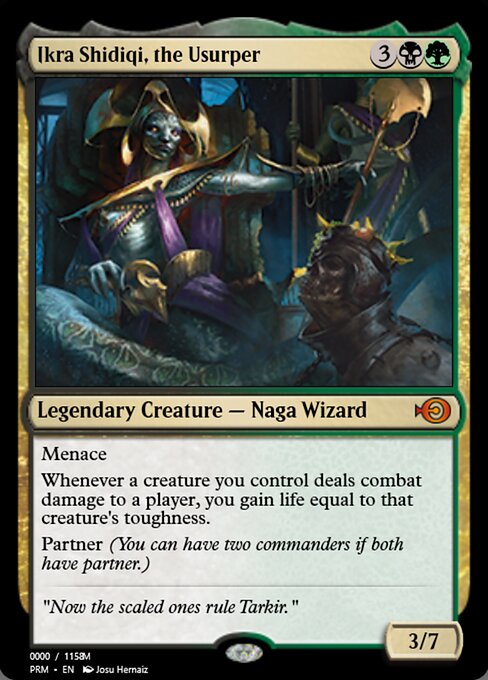 Ikra Shidiqi, the Usurper 3
Legendary Creature — Naga Wizard
Menace
Whenever a creature you control deals combat
damage to a player, you gain life equal to that
creature's toughness.
Partner (You can have two commanders if both
have partner.)
"Now the scaled ones rule Tarkir."
3/7
0000 / 1158M
PRM • EN Josu Hernaiz